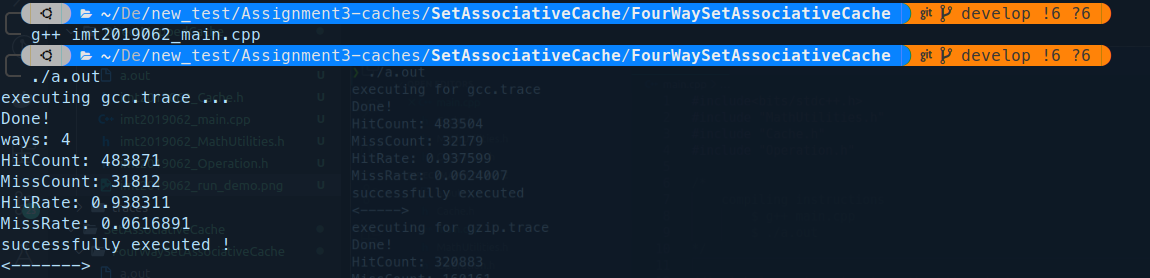 ~/De/new_test/Assignment3-caches/SetAssociativeCache/FourWaySetAssociativeCache git develop !6 ?6
g++ imt2019062_main.cpp
~/De/new_test/Assignment3-caches/SetAssociativeCache/FourWaySetAssociativeCache git develop !6 ?6
./a.out
executing gcc.trace ...
Done!
ways: 4
HitCount: 483871
MissCount: 31812
HitRate: 0.938311
MissRate: 0.0616891
successfully executed !
<------->
a.out
Cache.h
imt2019062_main.cpp
imt2019062_MathUtilities.h
imt2019062_Operation.h
2019062_run_demo.png
traces
SetAssociativeCache
FourWaySetAssociativeCache
a.out
U
U
U
U
U
U
❯ ./a.out
executing for gcc.trace
Done!
HitCount: 483504
MissCount: 32179
HitRate: 0.937599
MissRate: 0.0624007
successfully executed
<----->
executing for gzip.trace
Done!
HitCount: 320883